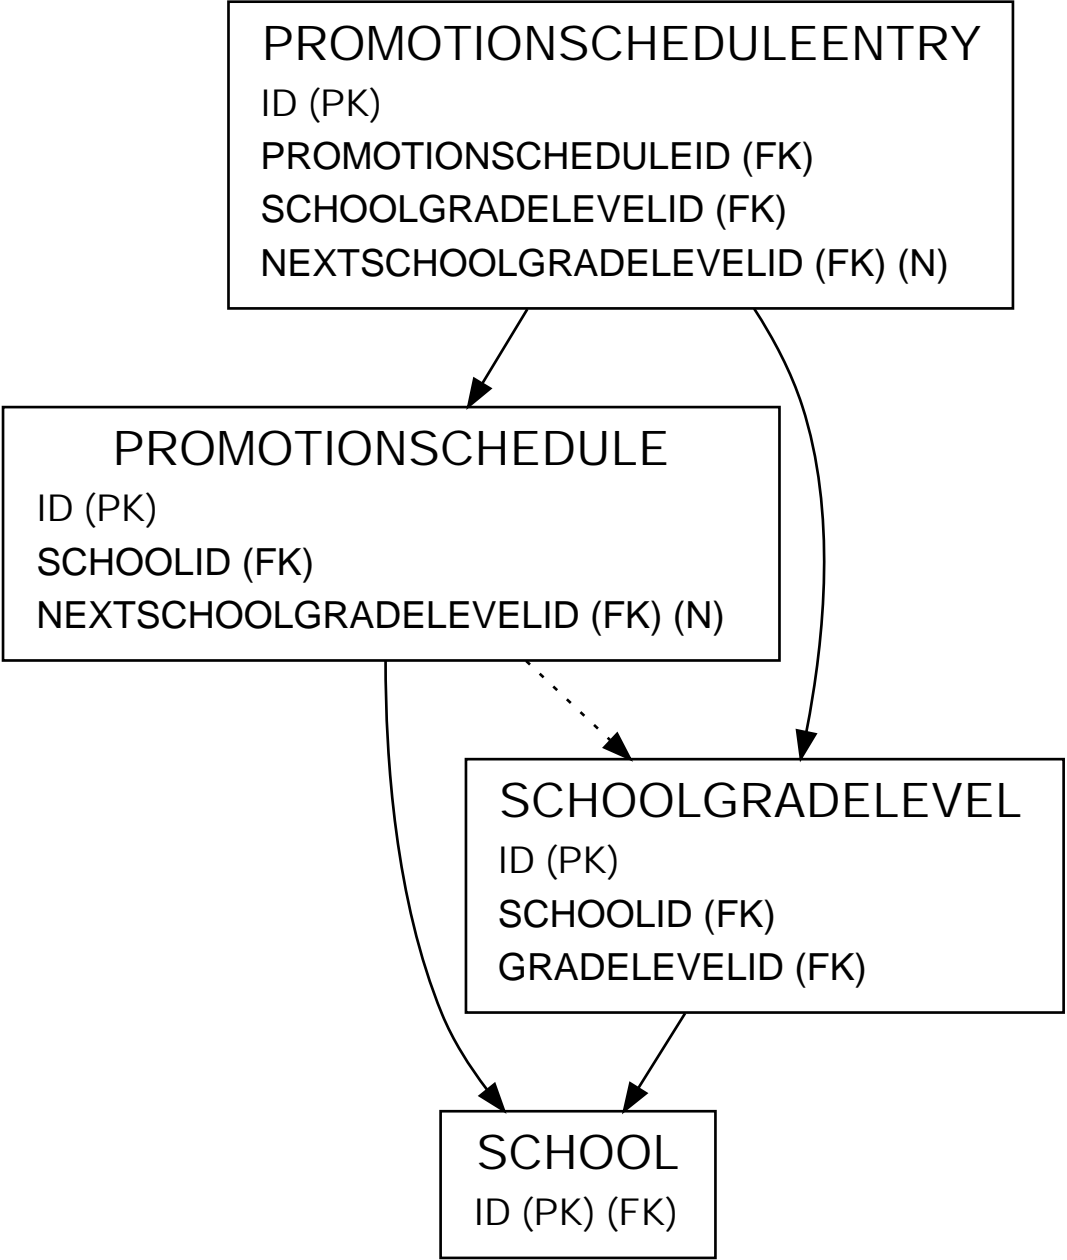 PROMOTIONSCHEDULEENTRY
ID (PK)
PROMOTIONSCHEDULEID (FK)
SCHOOLGRADELEVELID (FK)
NEXTSCHOOLGRADELEVELID (FK) (N)
PROMOTIONSCHEDULE
ID (PK)
SCHOOLID (FK)
NEXTSCHOOLGRADELEVELID (FK) (N)
SCHOOLGRADELEVEL
ID (PK)
SCHOOLID (FK)
GRADELEVELID (FK)
SCHOOL
ID (PK) (FK)